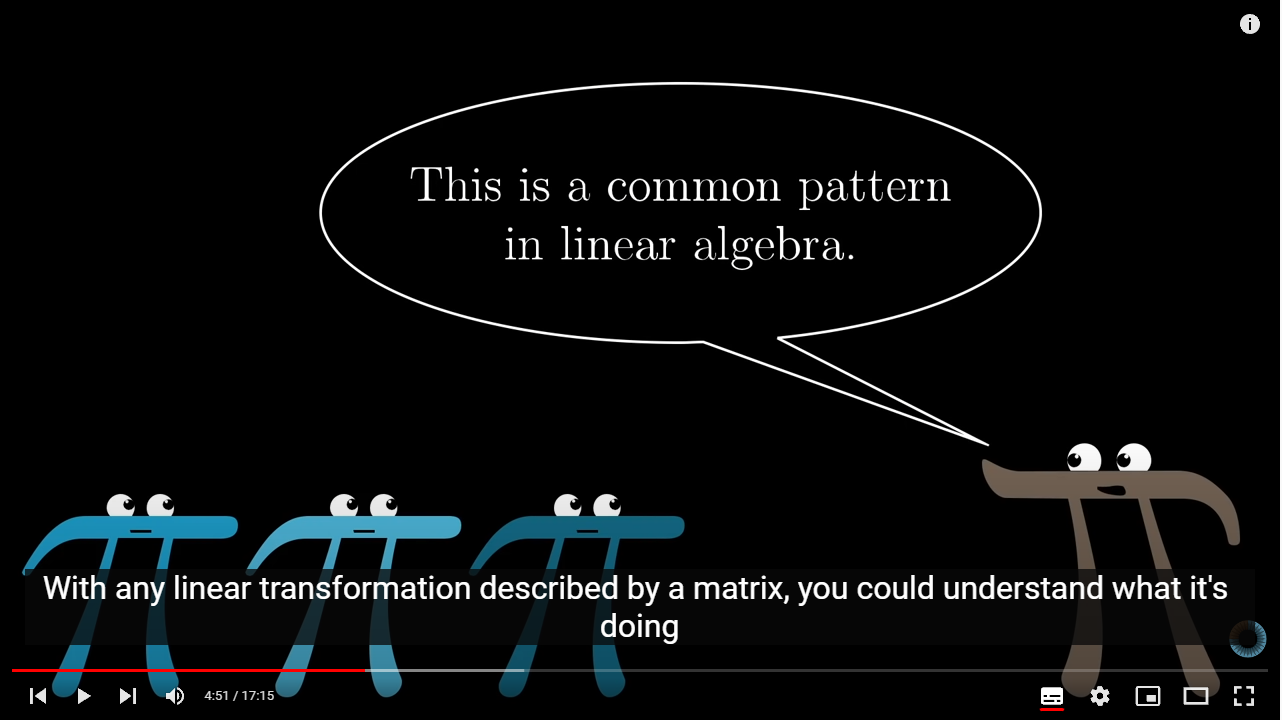 This is a common pattern
in linear algebra.
With any linear transformation described by a matrix, you could understand what it's
doing
4:51 / 17:15